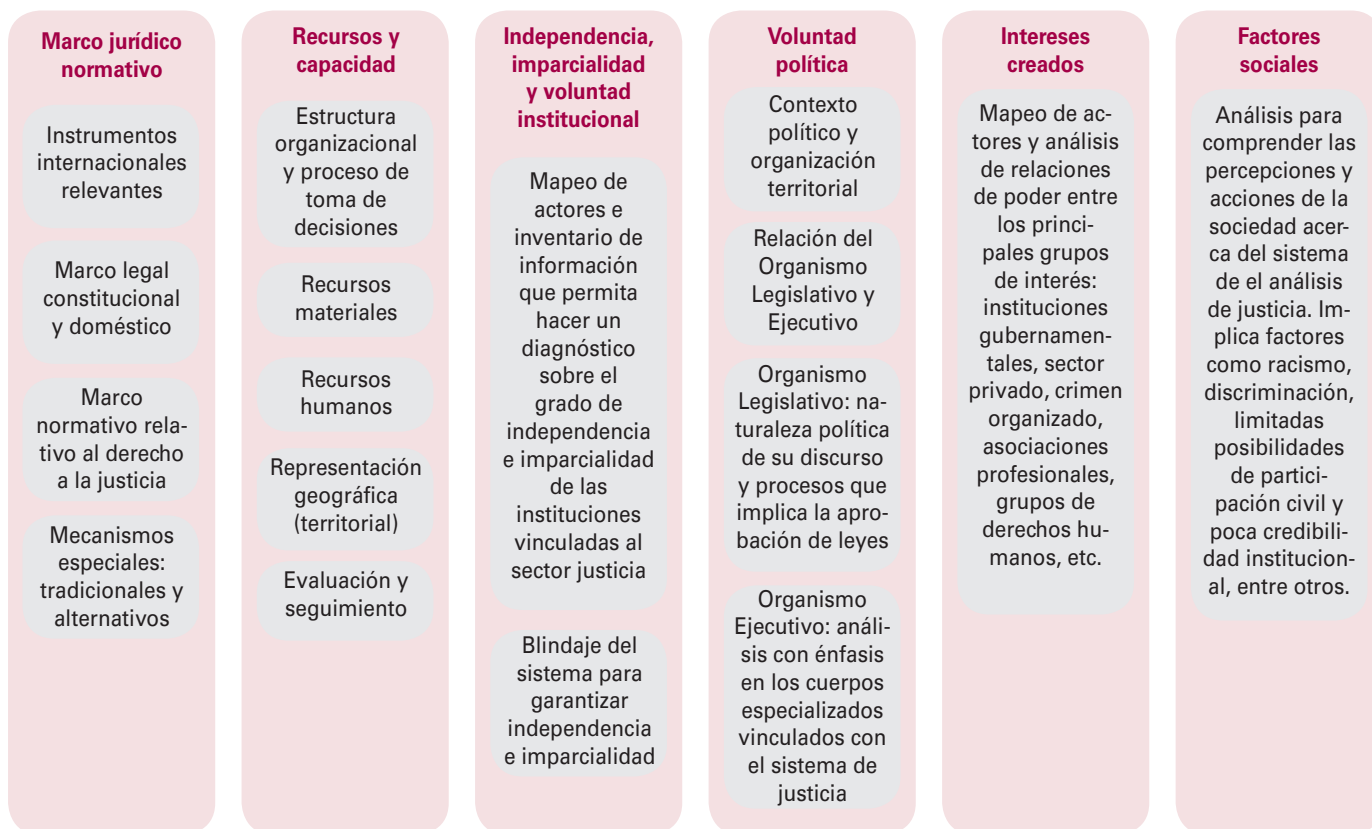 Marco jurídico
normativo
Instrumentos
internacionales
relevantes
Marco legal
constitucional
y doméstico
Marco
normativo rela-
tivo al derecho
a la justicia
Mecanismos
especiales:
tradicionales y
alternativos
Recursos y
capacidad
Estructura
organizacional
y proceso de
toma de
decisiones
Recursos
materiales
Recursos
humanos
Representación
geográfica
(territorial)
Evaluación y
seguimiento
Independencia,
imparcialidad
y voluntad
institucional
Mapeo de
actores e
inventario de
información
que permita
hacer un
diagnóstico
sobre el
grado de
independencia
e imparcialidad
de las
instituciones
vinculadas al
sector justicia
Blindaje del
sistema para
garantizar
independencia
e imparcialidad
Voluntad
política
Contexto
político y
organización
territorial
Relación del
Organismo
Legislativo y
Ejecutivo
Organismo
Legislativo: na-
turaleza política
de su discurso
y procesos que
implica la apro-
bación de leyes
Organismo
Ejecutivo: análi-
sis con énfasis
en los cuerpos
especializados
vinculados con
el sistema de
justicia
Intereses
creados
Mapeo de ac-
tores y análisis
de relaciones
de poder entre
los princi-
pales grupos
de interés:
instituciones
gubernamen-
tales, sector
privado, crimen
organizado,
asociaciones
profesionales,
grupos de
derechos hu-
manos, etc.
Factores
sociales
Análisis para
comprender las
percepciones y
acciones de la
sociedad acer-
ca del sistema
de el análisis
de justicia. Im-
plica factores
como racismo,
discriminación,
limitadas
posibilidades
de partici-
pación civil y
poca credibili-
dad institucion-
al, entre otros.